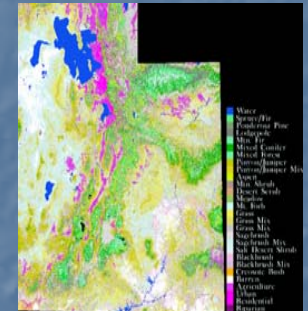 Water
Spruce/Fir
Ponderosa Pine
Lodgepole
Mtn. Fir
Mixed Conifer
Mixed Forest
Pinyon/Juniper
Pinyon/Juniper Mix
Aspen
Mtn. Shrub
Desert Scrub
Meadow
Mt. Forb
Grass
Grass Mix
Grass Mix
Sagebrush
Sagebrush Mix
Salt Desert Shrub
Blackbrush
Blackbrush Mix
Creosote Bush
Barren
Agriculture
Urban
Residential
Riparian